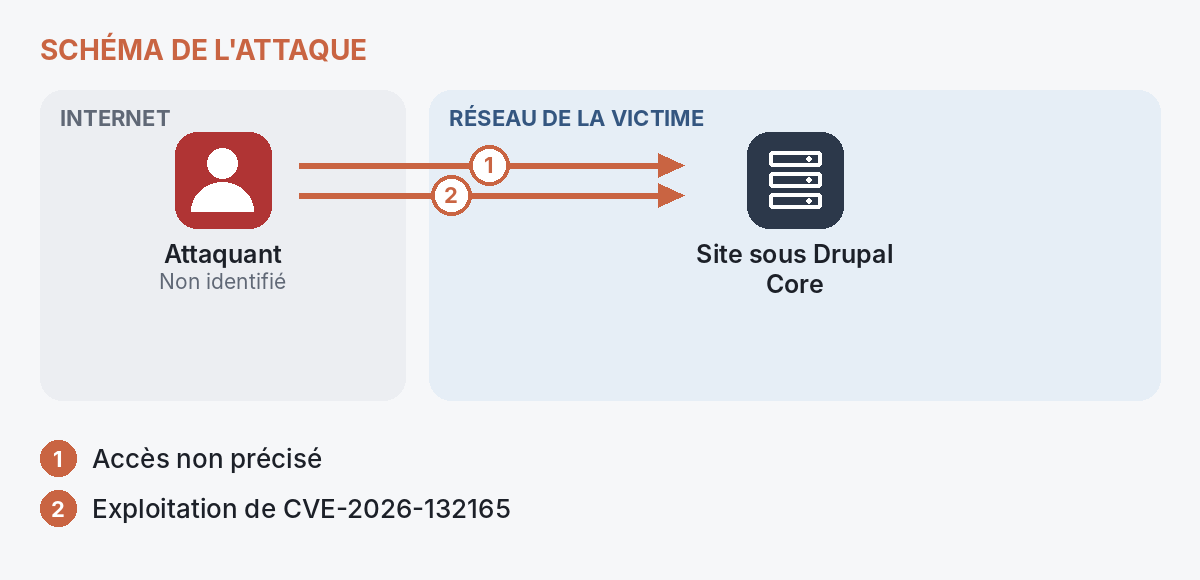 SCHÉMA DE L'ATTAQUE
INTERNET
RÉSEAU DE LA VICTIME
1
2
Attaquant
Non identifié
Site sous Drupal
Core
1 Accès non précisé
2 Exploitation de CVE-2026-132165